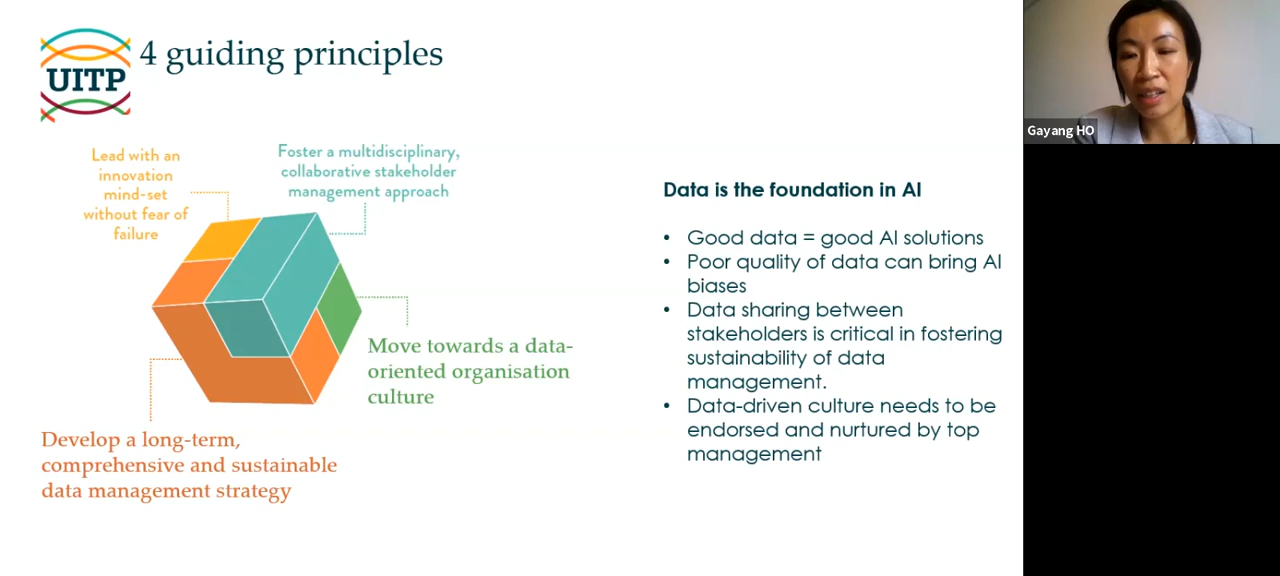 UITP
4 guiding principles
Lead with an
innovation
mind-set
without fear of
failure
Foster a multidisciplinary,
collaborative stakeholder
management approach
Move towards a data-
oriented organisation
culture
Develop a long-term,
comprehensive and sustainable
data management strategy
Data is the foundation in AI
• Good data = good AI solutions
• Poor quality of data can bring AI
biases
• Data sharing between
stakeholders is critical in fostering
sustainability of data
management.
• Data-driven culture needs to be
endorsed and nurtured by top
management
Gayang HO